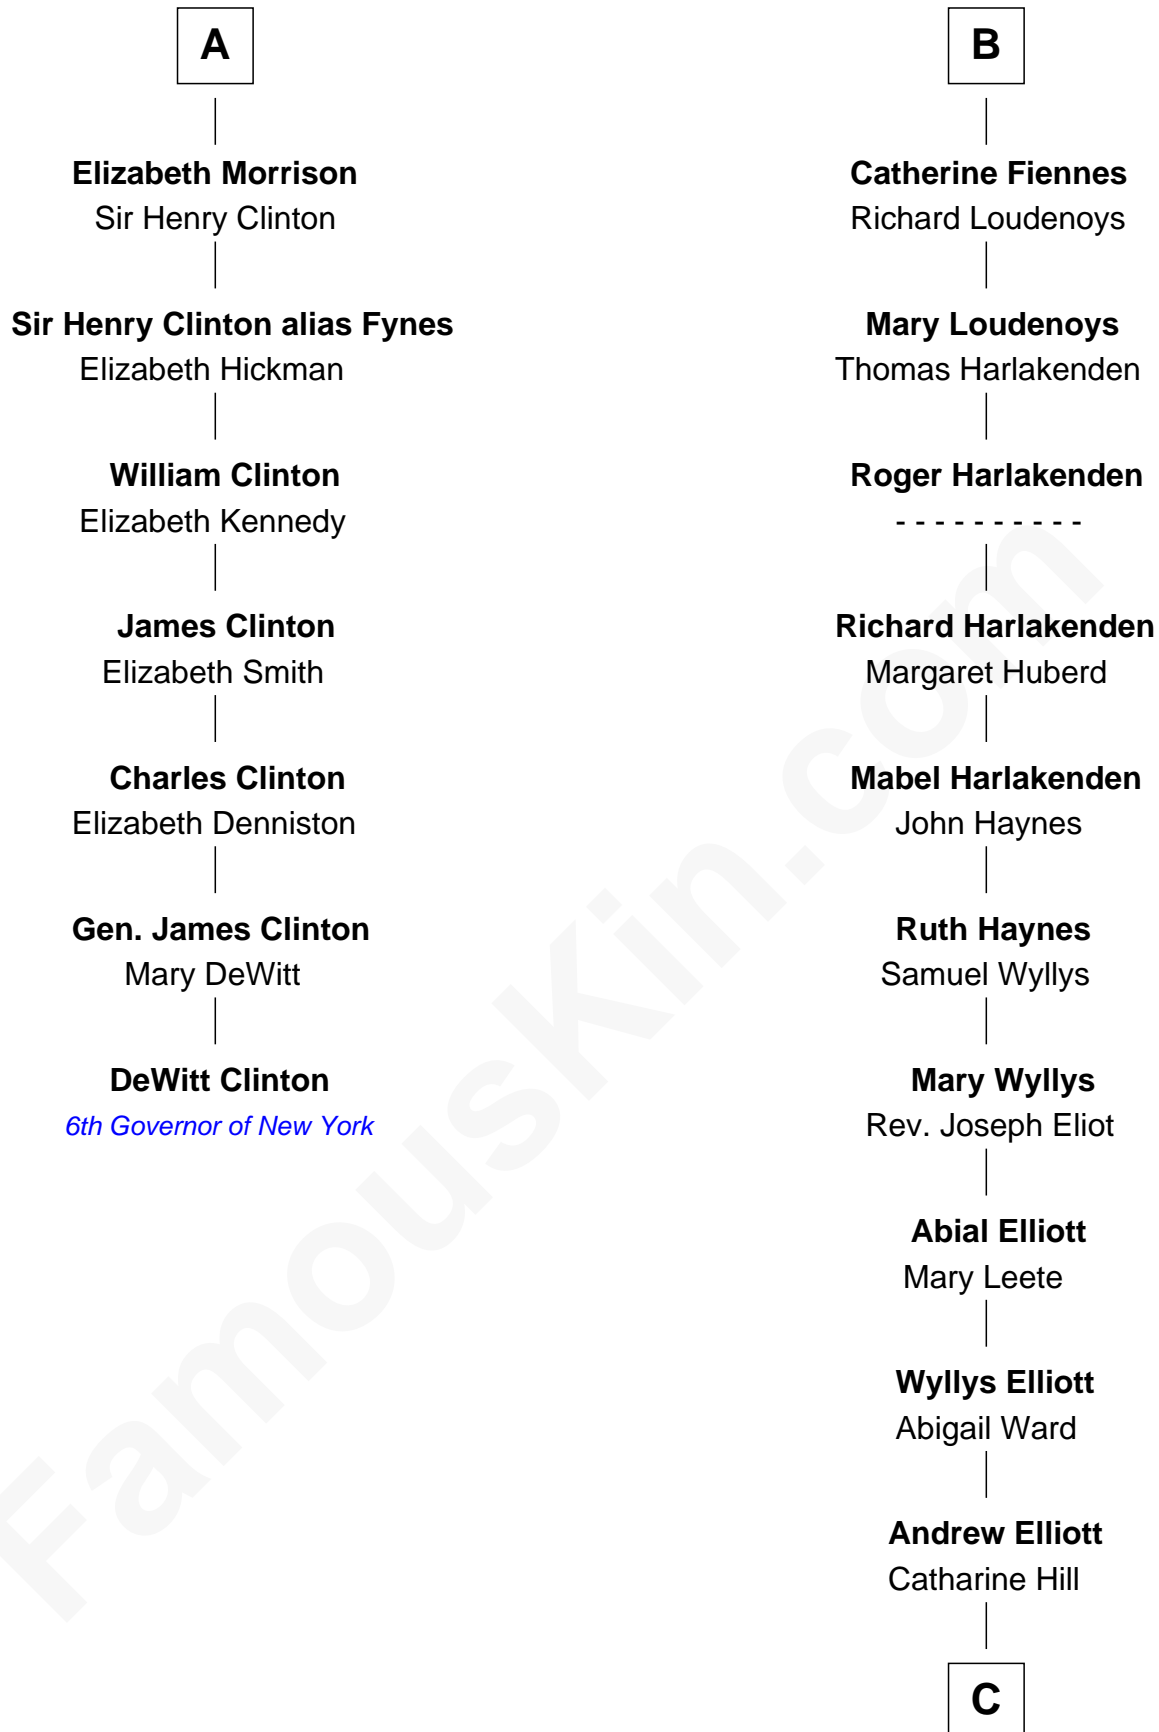 A
Elizabeth Morrison
Sir Henry Clinton
Sir Henry Clinton alias Fynes
Elizabeth Hickman
William Clinton
Elizabeth Kennedy
James Clinton
Elizabeth Smith
Charles Clinton
Elizabeth Denniston
Gen. James Clinton
Mary DeWitt
DeWitt Clinton
6th Governor of New York
B
Catherine Fiennes
Richard Loudenoys
Mary Loudenoys
Thomas Harlakenden
Roger Harlakenden
- - - - - - - - - -
Richard Harlakenden
Margaret Huberd
Mabel Harlakenden
John Haynes
Ruth Haynes
Samuel Wyllys
Mary Wyllys
Rev. Joseph Eliot
Abial Elliott
Mary Leete
Wyllys Elliott
Abigail Ward
Andrew Elliott
Catharine Hill
C
FamousKin.com